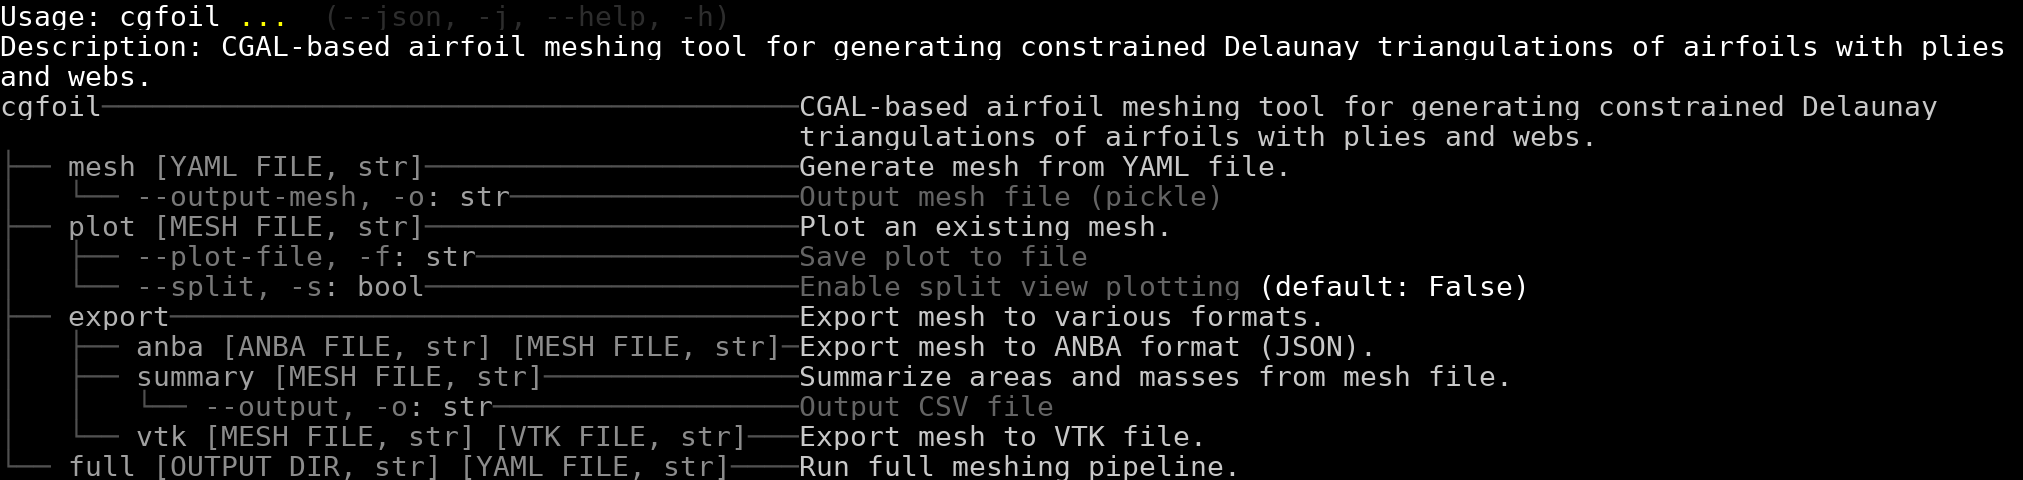 Usage: cgfoil ...  (--json, -j, --help, -h)
Description: CGAL-based airfoil meshing tool for generating constrained Delaunay triangulations of airfoils with plies
and webs.
cgfoil CGAL-based airfoil meshing tool for generating constrained Delaunay
triangulations of airfoils with plies and webs.
mesh [YAML FILE, str] Generate mesh from YAML file.
--output-mesh, -o: str Output mesh file (pickle)
plot [MESH FILE, str] Plot an existing mesh.
--plot-file, -f: str Save plot to file
--split, -s: bool Enable split view plotting (default: False)
export Export mesh to various formats.
anba [ANBA FILE, str] [MESH FILE, str] Export mesh to ANBA format (JSON).
summary [MESH FILE, str] Summarize areas and masses from mesh file.
--output, -o: str Output CSV file
vtk [MESH FILE, str] [VTK FILE, str] Export mesh to VTK file.
full [OUTPUT DIR, str] [YAML FILE, str] Run full meshing pipeline.